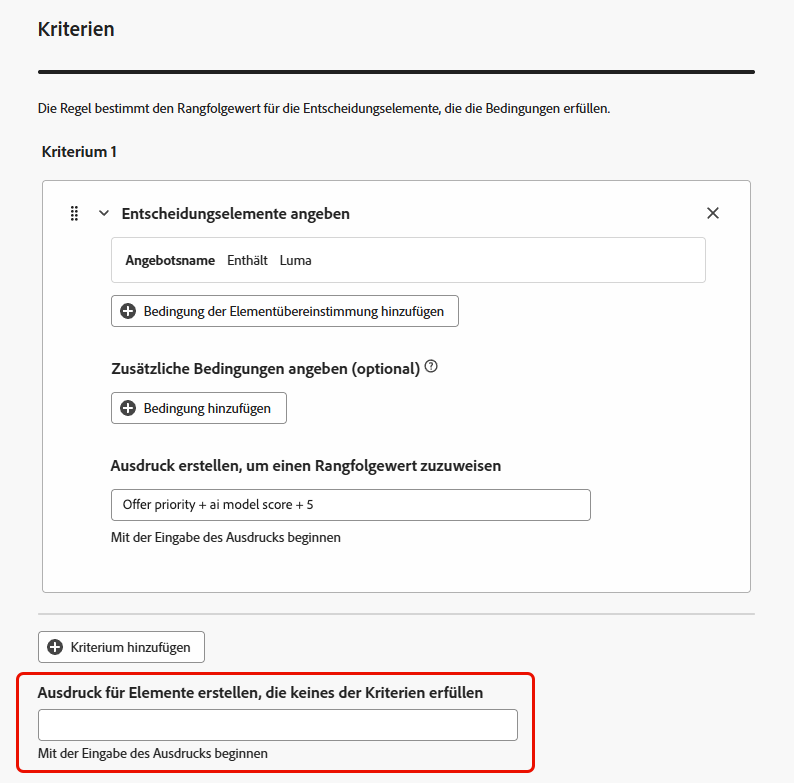 Kriterien
Die Regel bestimmt den Rangfolgewert für die Entscheidungselemente, die die Bedingungen erfüllen.
Kriterium 1
Entscheidungselemente angeben
Angebotsname Enthält Luma
Bedingung der Elementübereinstimmung hinzufügen
Zusätzliche Bedingungen angeben (optional)
Bedingung hinzufügen
Ausdruck erstellen, um einen Rangfolgewert zuzuweisen
Offer priority + ai model score + 5
Mit der Eingabe des Ausdrucks beginnen
Kriterium hinzufügen
Ausdruck für Elemente erstellen, die keines der Kriterien erfüllen
Mit der Eingabe des Ausdrucks beginnen